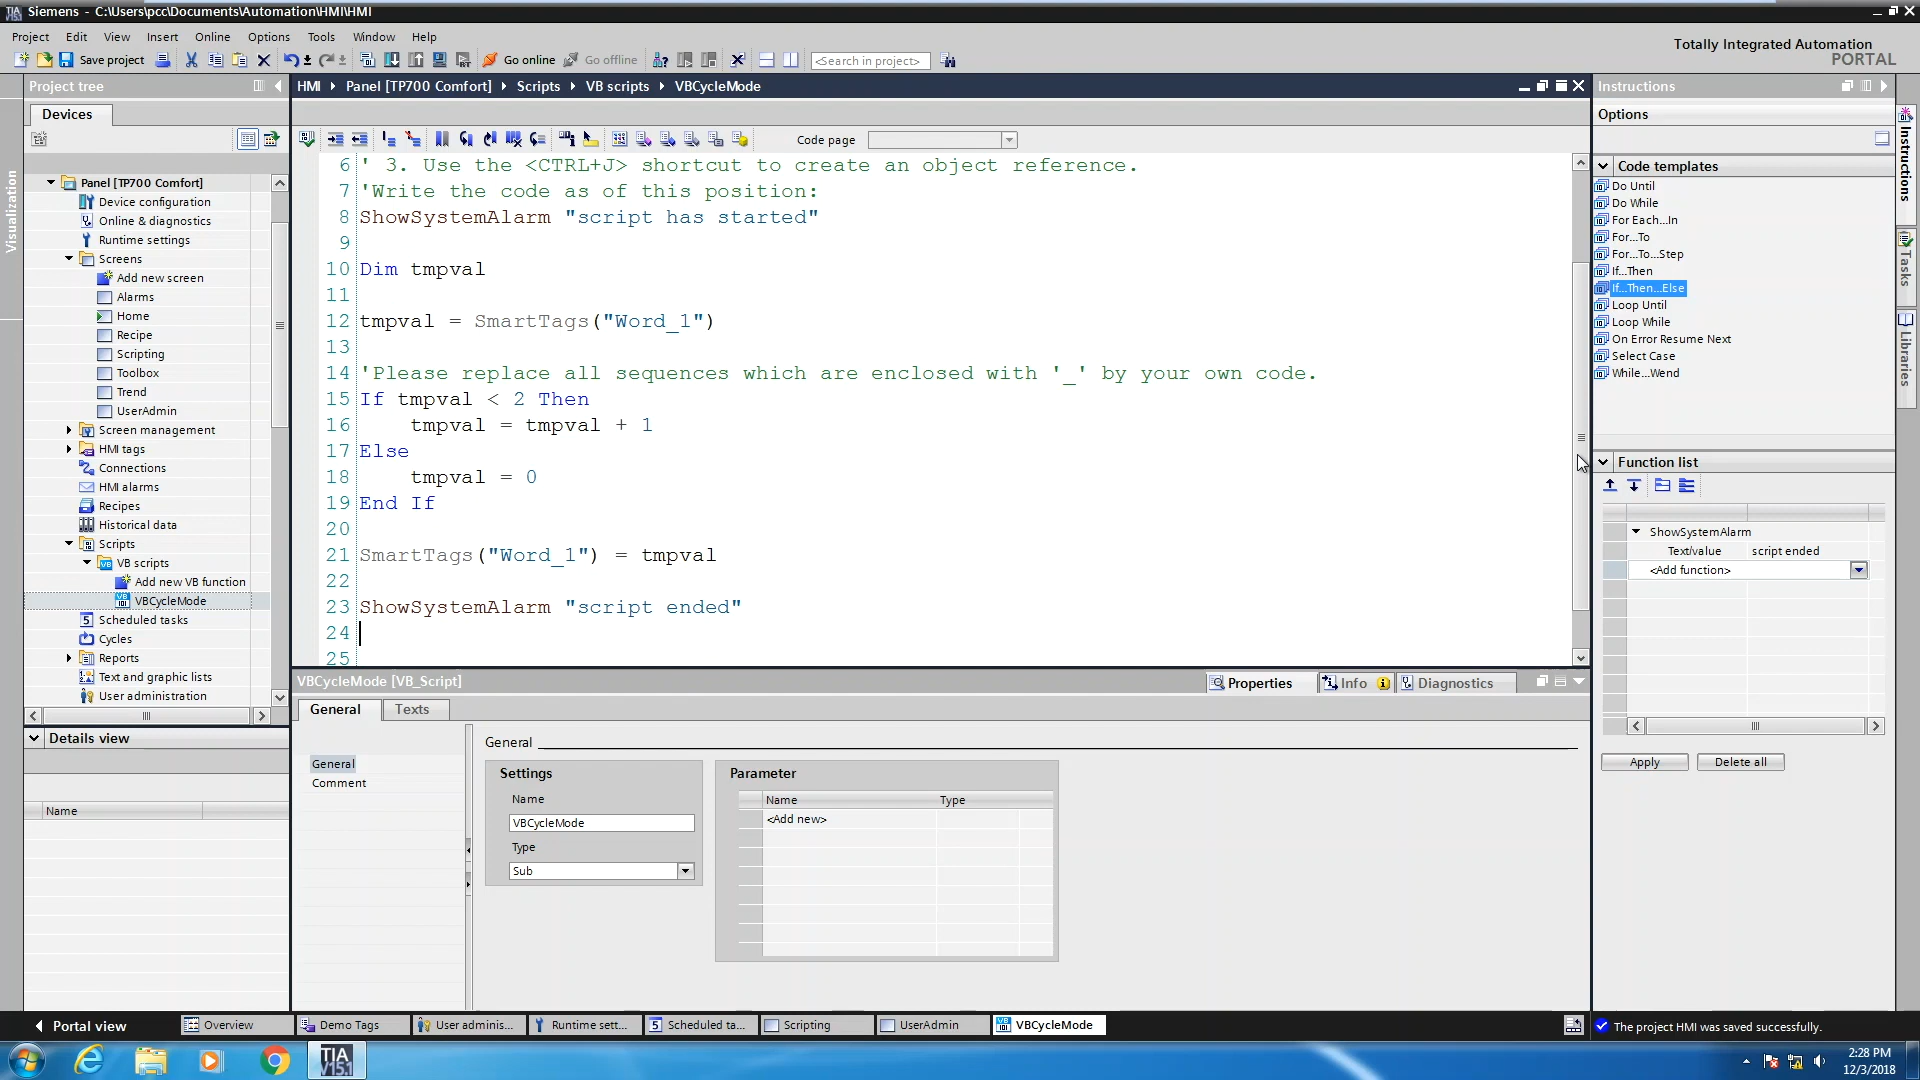 Siemens - C:\Users\pcc\Documents\Automation\HMI\HMI
Project Edit View Insert Online Options Tools Window Help
Save project Go online Go offline <Search in project>
Totally Integrated Automation
PORTAL
Project tree
HMI Panel [TP700 Comfort] Scripts VB scripts VBCycleMode
Instructions
Devices
Options
Code page
Visualization
Panel [TP700 Comfort]
Device configuration
Online & diagnostics
Runtime settings
Screens
Add new screen
Alarms
Home
Recipe
Scripting
Toolbox
Trend
UserAdmin
Screen management
HMI tags
Connections
HMI alarms
Recipes
Historical data
Scripts
VB scripts
Add new VB function
VBCycleMode
Scheduled tasks
Cycles
Reports
Text and graphic lists
User administration
6 ' 3. Use the <CTRL+J> shortcut to create an object reference.
7 'Write the code as of this position:
8 ShowSystemAlarm "script has started"
9
10 Dim tmpval
11
12 tmpval = SmartTags("Word_1")
13
14 'Please replace all sequences which are enclosed with '_' by your own code.
15 If tmpval < 2 Then
16 tmpval = tmpval + 1
17 Else
18 tmpval = 0
19 End If
20
21 SmartTags("Word_1") = tmpval
22
23 ShowSystemAlarm "script ended"
24
25
Code templates
Do Until
Do While
For Each...In
For...To
For...To...Step
If...Then
If...Then...Else
Loop Until
Loop While
On Error Resume Next
Select Case
While...Wend
Function list
ShowSystemAlarm
Text/value script ended
<Add function>
Apply Delete all
Instructions
Tasks
Libraries
Details view
Name
VBCycleMode [VB_Script]
Properties Info Diagnostics
General Texts
General
Comment
General
Settings
Name
VBCycleMode
Type
Sub
Parameter
Name Type
<Add new>
Portal view Overview Demo Tags User adminis... Runtime sett... Scheduled ta... Scripting UserAdmin VBCycleMode
The project HMI was saved successfully.
TIA
V15.1
2:28 PM
12/3/2018